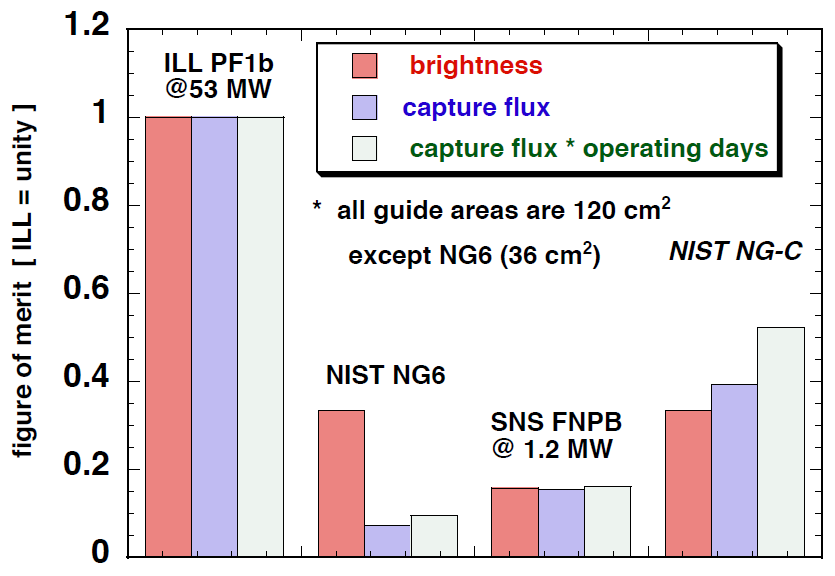 1.2
1
0.8
0.6
0.4
0.2
0
figure of merit [ ILL = unity ]
ILL PF1b
@53 MW
brightness
capture flux
capture flux * operating days
* all guide areas are 120 cm²
except NG6 (36 cm²)
NIST NG-C
NIST NG6
SNS FNPB
@ 1.2 MW